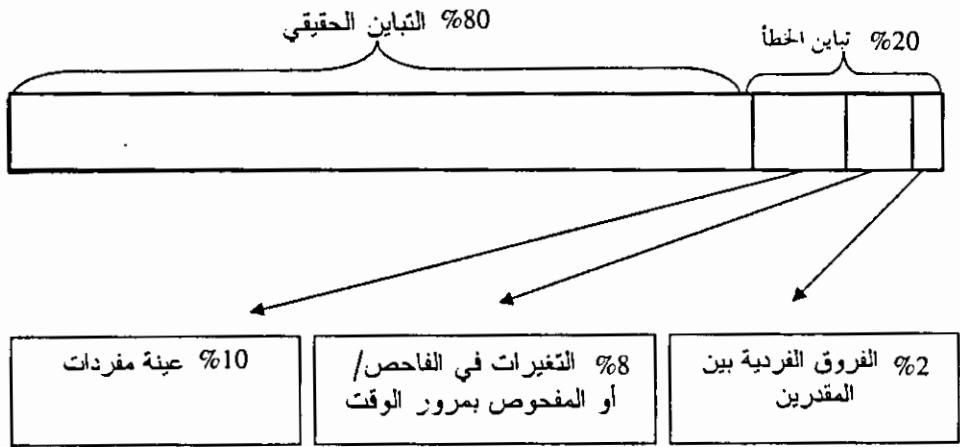 %80 التباين الحقيقي
%20 تباين الخطأ
%2 الفروق الفردية بين
المقدرين
%8 التغيرات في الفاحص/
أو المفحوص بمرور الوقت
%10 عينة مفردات